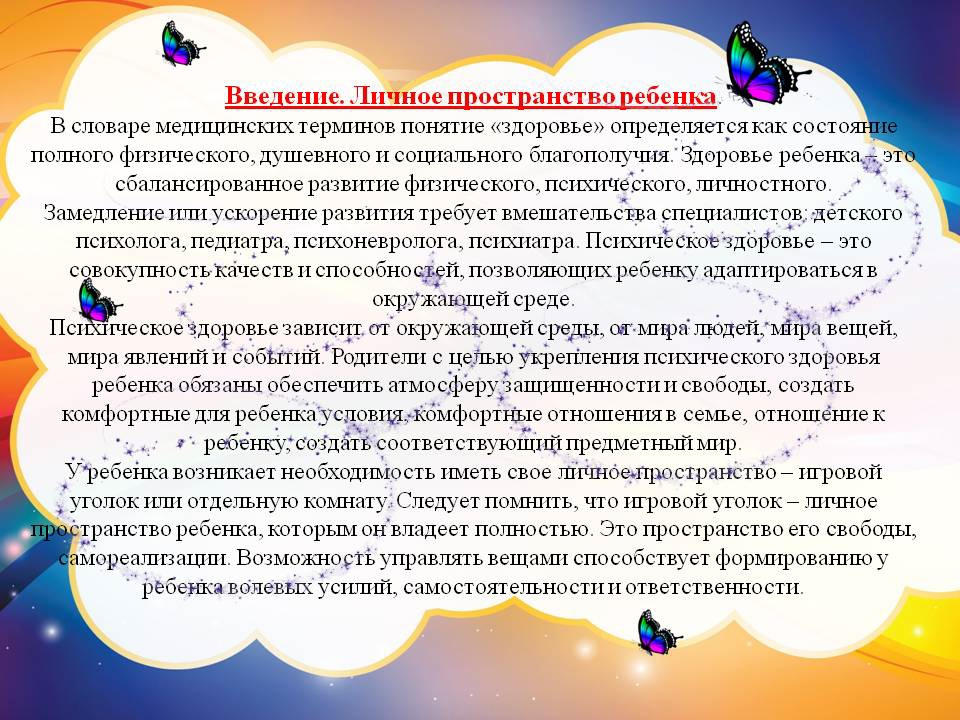 Введение. Личное пространство ребенка.
В словаре медицинских терминов понятие «здоровье» определяется как состояние
полного физического, душевного и социального благополучия. Здоровье ребенка – это
сбалансированное развитие физического, психического, личностного.
Замедление или ускорение развития требует вмешательства специалистов: детского
психолога, педиатра, психоневролога, психиатра. Психическое здоровье – это
совокупность качеств и способностей, позволяющих ребенку адаптироваться в
окружающей среде.
Психическое здоровье зависит от окружающей среды, от мира людей, мира вещей,
мира явлений и событий. Родители с целью укрепления психического здоровья
ребенка обязаны обеспечить атмосферу защищенности и свободы, создать
комфортные для ребенка условия, комфортные отношения в семье, отношение к
ребенку, создать соответствующий предметный мир.
У ребенка возникает необходимость иметь свое личное пространство – игровой
уголок или отдельную комнату. Следует помнить, что игровой уголок – личное
пространство ребенка, которым он владеет полностью. Это пространство его свободы,
самореализации. Возможность управлять вещами способствует формированию у
ребенка волевых усилий, самостоятельности и ответственности.